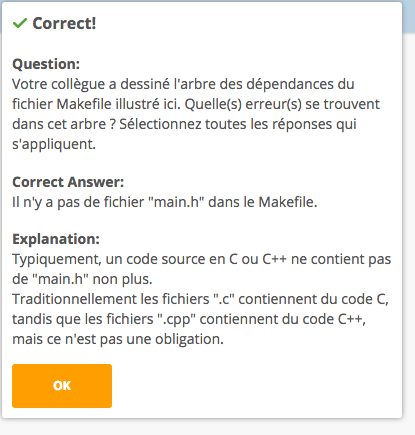 Correct!
Question:
Votre collègue a dessiné l'arbre des dépendances du
fichier Makefile illustré ici. Quelle(s) erreur(s) se trouvent
dans cet arbre ? Sélectionnez toutes les réponses qui
s'appliquent.
Correct Answer:
Il n'y a pas de fichier "main.h" dans le Makefile.
Explanation:
Typiquement, un code source en C ou C++ ne contient pas
de "main.h" non plus.
Traditionnellement les fichiers ".c" contiennent du code C,
tandis que les fichiers ".cpp" contiennent du code C++,
mais ce n'est pas une obligation.
OK